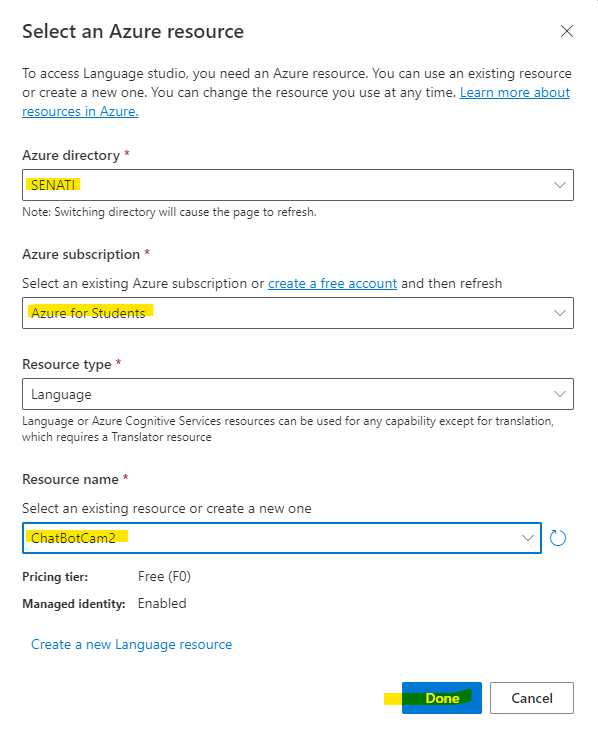 Select an Azure resource
To access Language studio, you need an Azure resource. You can use an existing resource
or create a new one. You can change the resource you use at any time. Learn more about
resources in Azure.
Azure directory *
SENATI
Note: Switching directory will cause the page to refresh.
Azure subscription *
Select an existing Azure subscription or create a free account and then refresh
Azure for Students
Resource type *
Language
Language or Azure Cognitive Services resources can be used for any capability except for translation,
which requires a Translator resource
Resource name *
Select an existing resource or create a new one
ChatBotCam2
Pricing tier: Free (F0)
Managed identity: Enabled
Create a new Language resource
Done Cancel